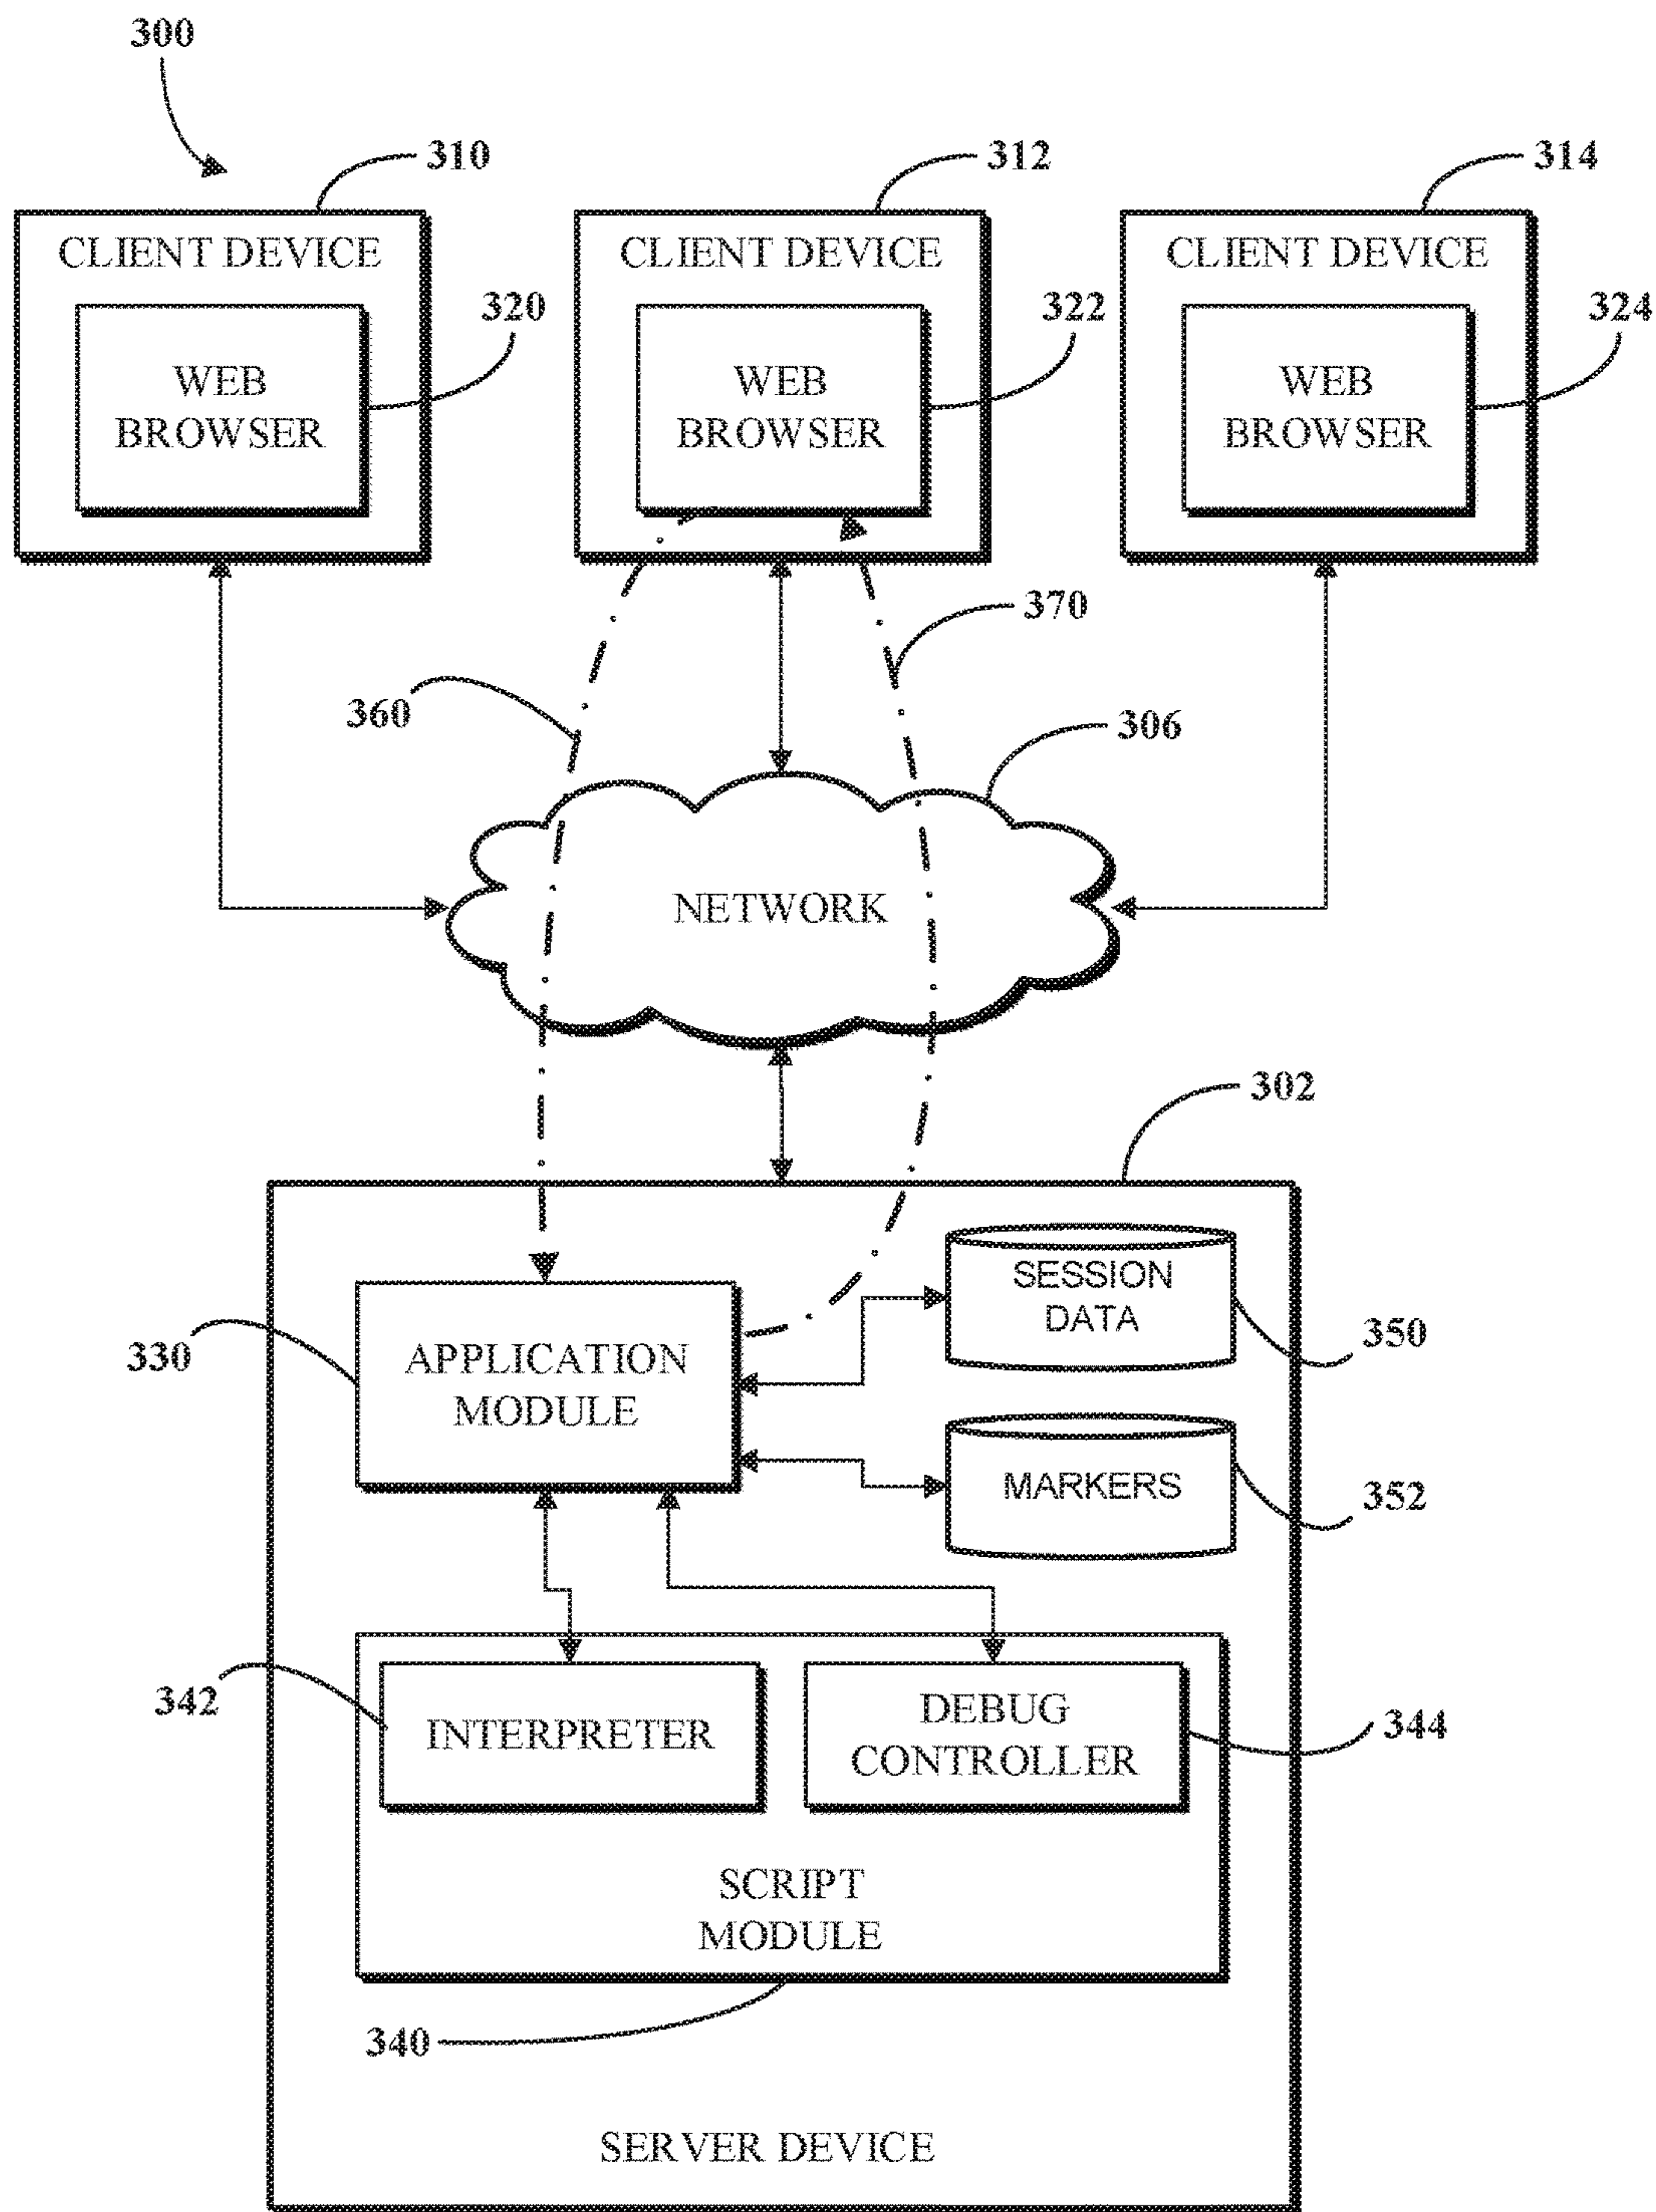 300
310
312
314
CLIENT DEVICE
CLIENT DEVICE
CLIENT DEVICE
320
322
324
WEB
BROWSER
WEB
BROWSER
WEB
BROWSER
370
360
306
NETWORK
302
SESSION
DATA
350
330
APPLICATION
MODULE
MARKERS
352
342
INTERPRETER
DEBUG
CONTROLLER
344
SCRIPT
MODULE
340
SERVER DEVICE